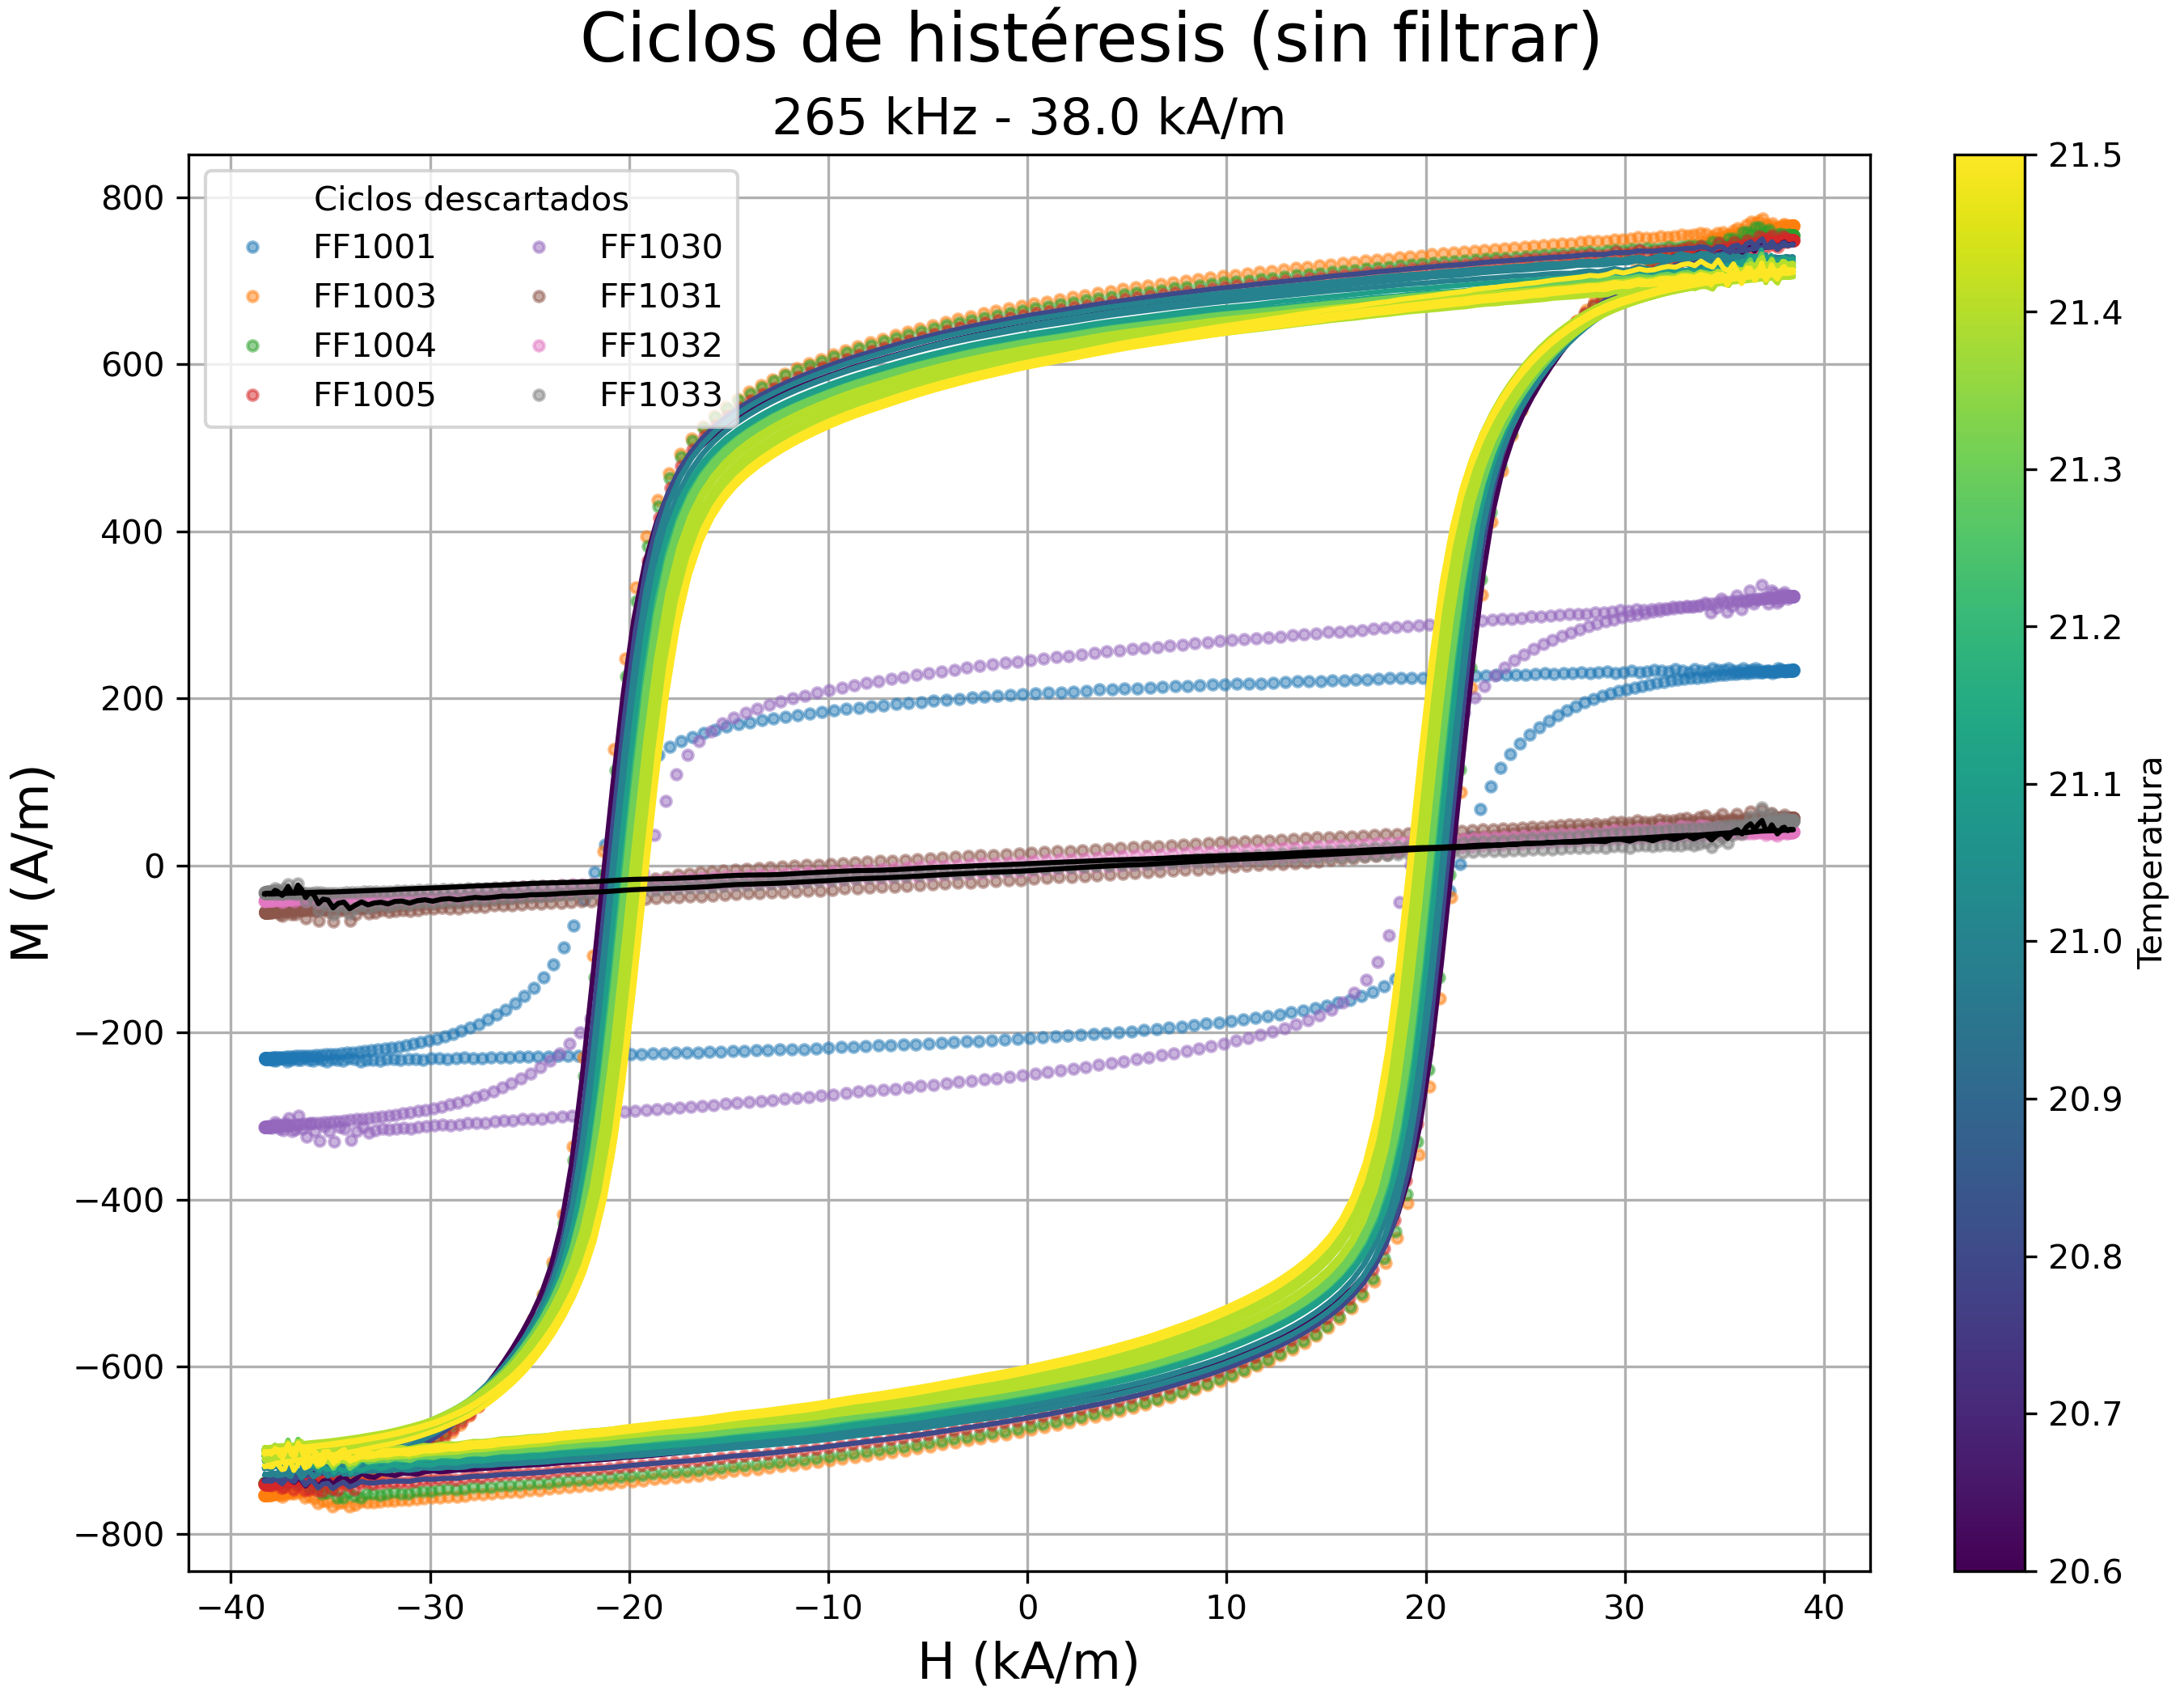 Ciclos de histéresis (sin filtrar)
265 kHz - 38.0 kA/m
Ciclos descartados
FF1001 FF1030
FF1003 FF1031
FF1004 FF1032
FF1005 FF1033
800
600
400
200
0
−200
−400
−600
−800
M (A/m)
−40 −30 −20 −10 0 10 20 30 40
H (kA/m)
21.5
21.4
21.3
21.2
21.1
21.0
20.9
20.8
20.7
20.6
Temperatura